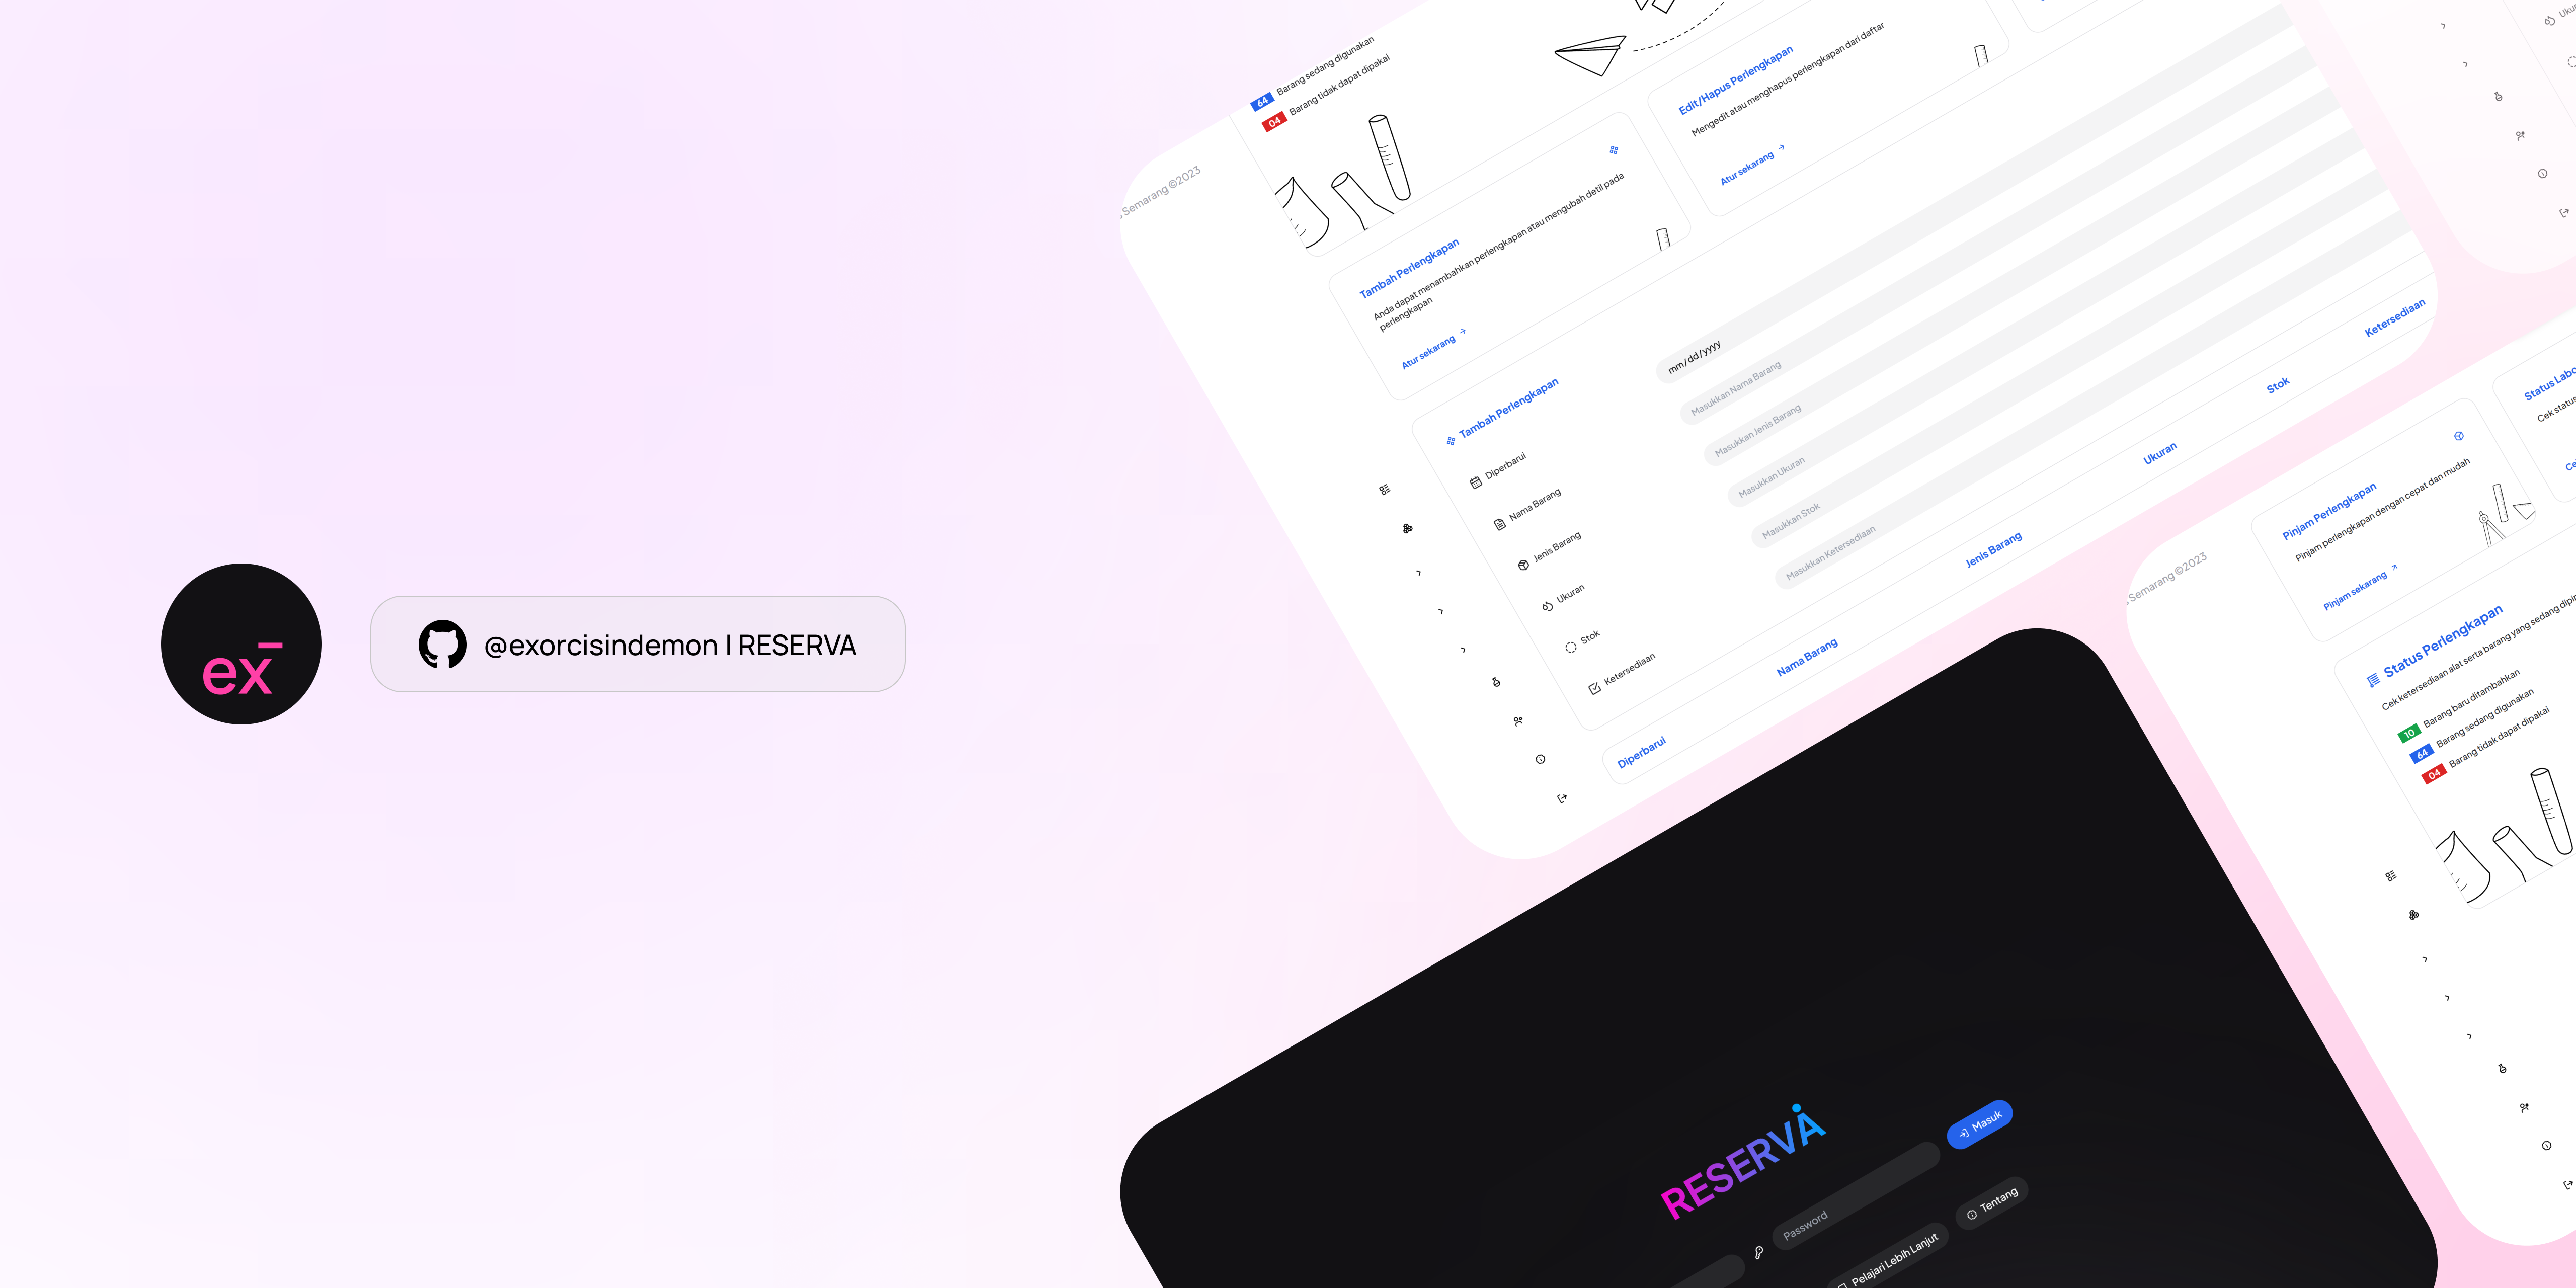 ex
@exorcisindemon | RESERVA
64 Barang sedang digunakan
04 Barang tidak dapat dipakai
Semarang ©2023
Tambah Perlengkapan
Anda dapat menambahkan perlengkapan atau mengubah detil pada
perlengkapan
Atur sekarang
Edit/Hapus Perlengkapan
Mengedit atau menghapus perlengkapan dari daftar
Atur sekarang
Tambah Perlengkapan
Diperbarui
mm/dd/yyyy
Nama Barang
Masukkan Nama Barang
Jenis Barang
Masukkan Jenis Barang
Ukuran
Masukkan Ukuran
Stok
Masukkan Stok
Ketersediaan
Masukkan Ketersediaan
Diperbarui
Nama Barang
Jenis Barang
Ukuran
Stok
Ketersediaan
RESERVA
Password
Masuk
Pelajari Lebih Lanjut
Tentang
Semarang ©2023
Pinjam Perlengkapan
Pinjam perlengkapan dengan cepat dan mudah
Pinjam sekarang
Status
Cek
Status Perlengkapan
Cek ketersediaan alat serta barang yang sedang
10 Barang baru ditambahkan
64 Barang sedang digunakan
04 Barang tidak dapat dipakai